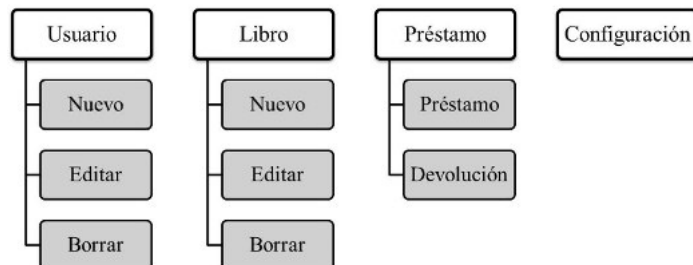 Usuario
Nuevo
Editar
Borrar
Libro
Nuevo
Editar
Borrar
Préstamo
Préstamo
Devolución
Configuración